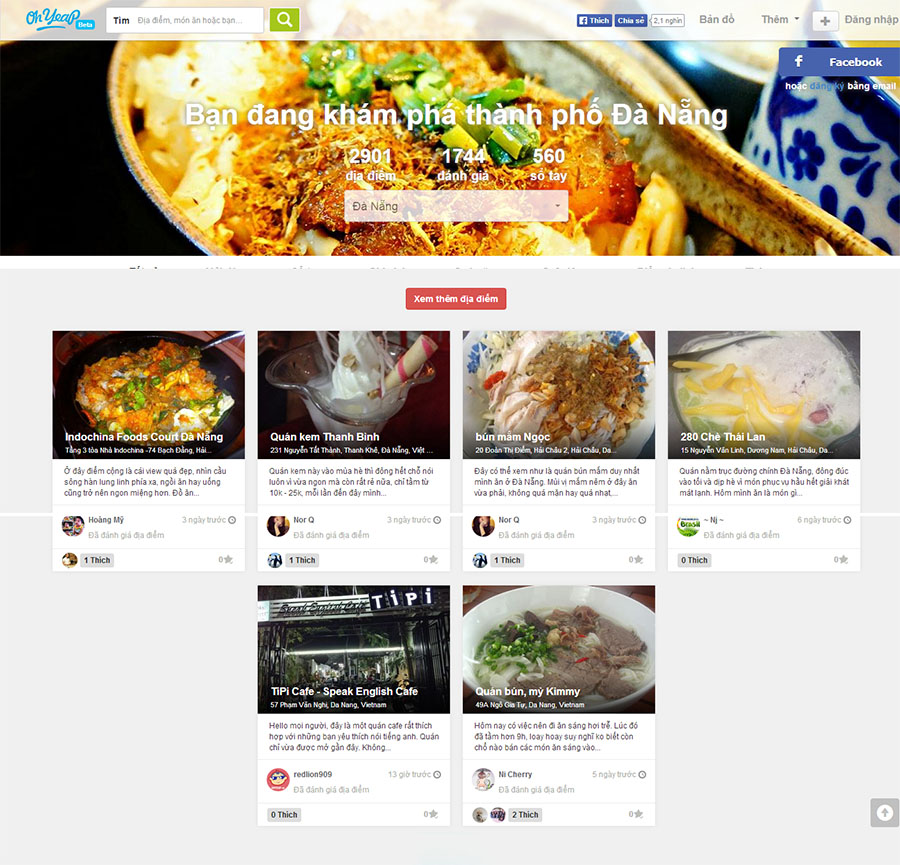 Oh Yeap Beta
Tìm Địa điểm, món ăn hoặc bạn...
Thích Chia sẻ 2,1 nghìn Bản đồ Thêm Đăng nhập
Facebook
hoặc đăng ký bằng email
Bạn đang khám phá thành phố Đà Nẵng
2901 1744 560
địa điểm đánh giá sổ tay
Đà Nẵng
Xem thêm địa điểm
Indochina Foods Court Đà Nẵng
Tầng 3 tòa Nhà Indochina -74 Bạch Đằng, Hải...
Ở đây điểm cộng là cái view quá đẹp, nhìn cầu
sông hàn lung linh phía xa, ngồi ăn hay uống
cũng trở nên ngon miệng hơn. Đồ ăn...
Hoàng Mỹ 3 ngày trước
Đã đánh giá địa điểm
1 Thích 0
Quán kem Thanh Bình
231 Nguyễn Tất Thành, Thanh Khê, Đà Nẵng, Việt ...
Quán kem này vào mùa hè thì đông hết chỗ nói
luôn vì vừa ngon mà còn rất rẻ nữa, chỉ tầm từ
10k - 25k, mỗi lần đến đây mình...
Nor Q 3 ngày trước
Đã đánh giá địa điểm
1 Thích 0
bún mắm Ngọc
20 Đoàn Thị Điểm, Hải Châu 2, Hải Châu, Da...
Đây có thể xem như là quán bún mắm duy nhất
mình ăn ở Đà Nẵng. Mùi vị mắm nêm ở đây ăn
vừa phải, không quá mặn hay quá nhạt,...
Nor Q 3 ngày trước
Đã đánh giá địa điểm
1 Thích 0
280 Chè Thái Lan
15 Nguyễn Văn Linh, Dương Nam, Hải Châu, Da...
Quán nằm trục đường chính Đà Nẵng, đông đúc
vào tối và dịp hè vì món phục vụ hầu hết giải khát
mát lạnh. Hôm mình ăn là món gì...
~ Nj ~ 6 ngày trước
Đã đánh giá địa điểm
0 Thích 0
TiPi
Speak English Cafe
TiPi Cafe - Speak English Cafe
57 Phạm Văn Nghị, Da Nang, Vietnam
Hello mọi người, đây là một quán cafe rất thích
hợp với những bạn yêu thích nói tiếng anh. Quán
chỉ vừa được mở gần đây. Không...
redlion909 13 giờ trước
Đã đánh giá địa điểm
0 Thích 0
Quán bún, mỳ Kimmy
49A Ngô Gia Tự, Da Nang, Vietnam
Hôm nay có việc nên đi ăn sáng hơi trễ. Lúc đó
đã tầm hơn 9h, loay hoay suy nghĩ ko biết còn
chỗ nào bán các món ăn sáng vào...
Ni Cherry 5 ngày trước
Đã đánh giá địa điểm
2 Thích 0